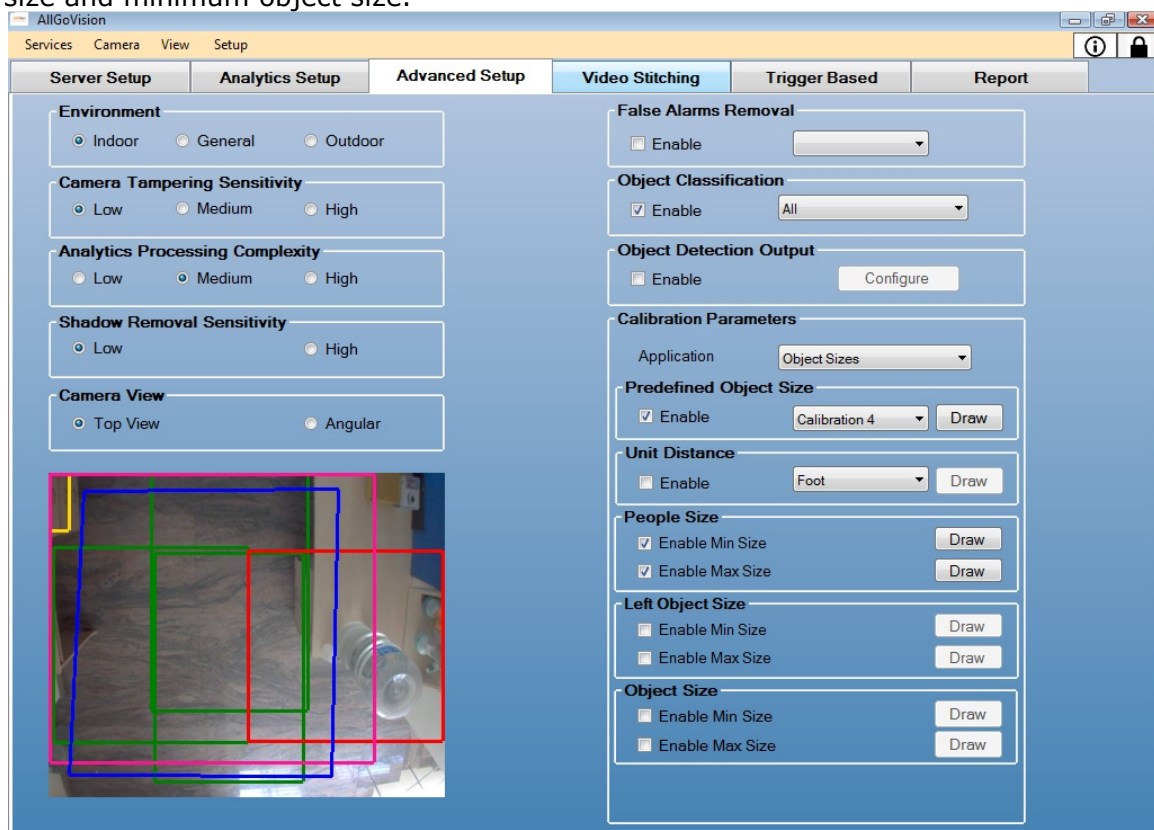 size and minimum object size.
AllGoVision
Services Camera View Setup
Server Setup Analytics Setup Advanced Setup Video Stitching Trigger Based Report
Environment
Indoor General Outdoor
Camera Tampering Sensitivity
Low Medium High
Analytics Processing Complexity
Low Medium High
Shadow Removal Sensitivity
Low High
Camera View
Top View Angular
False Alarms Removal
Enable
Object Classification
Enable All
Object Detection Output
Enable Configure
Calibration Parameters
Application Object Sizes
Predefined Object Size
Enable Calibration 4 Draw
Unit Distance
Enable Foot Draw
People Size
Enable Min Size Draw
Enable Max Size Draw
Left Object Size
Enable Min Size Draw
Enable Max Size Draw
Object Size
Enable Min Size Draw
Enable Max Size Draw